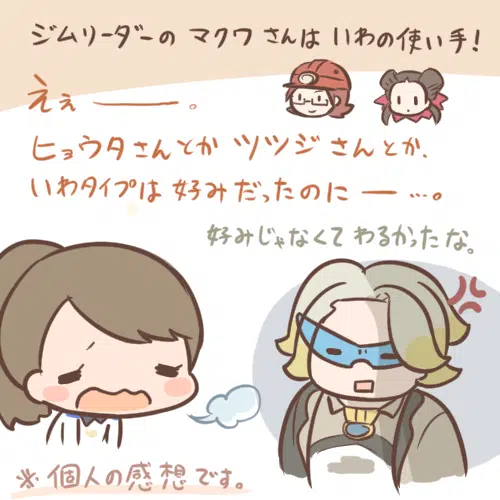 ジムリーダーの マクワ さんは いわの使い手!
えぇ ――― 。
ヒョウタさんとか ツツジ さんとか、
いわタイプは 好みだったのに ― …。
好みじゃなくて わるかったな。
※個人の感想です。